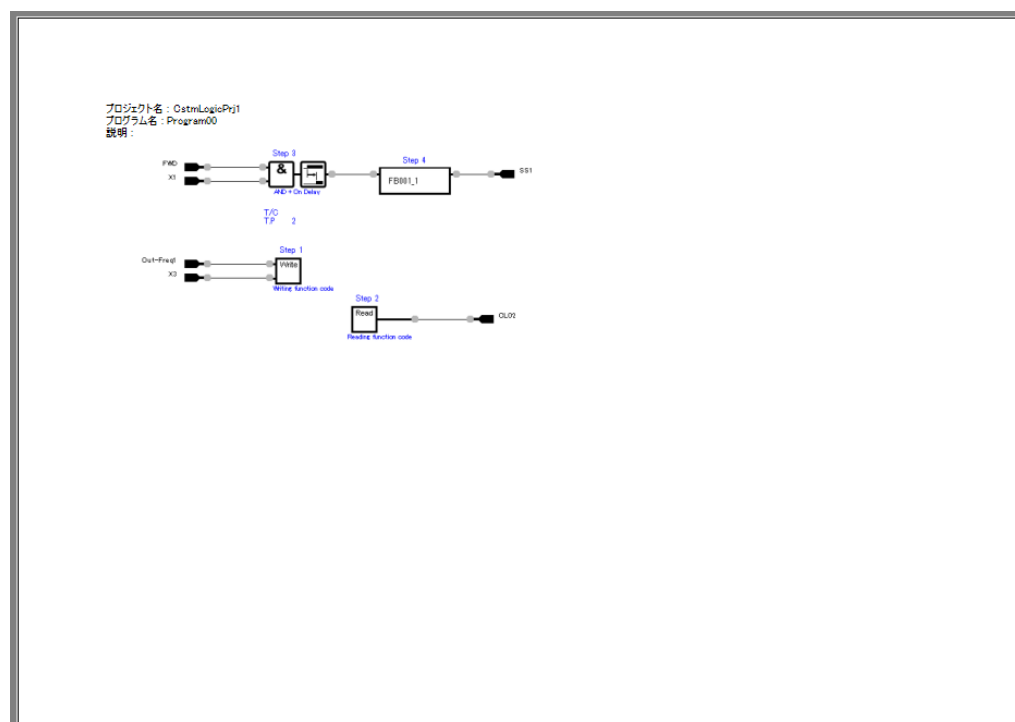 プロジェクト名 : CstmLogicPrj1
プログラム名 : Program00
説明 :
Step 3
Step 4
FWD
&
SS1
X1
FB001_1
AND + On Delay
T/C
T.P 2
Step 1
Out-Freq1
Write
X3
Writing function code
Step 2
Read
CLO2
Reading function code